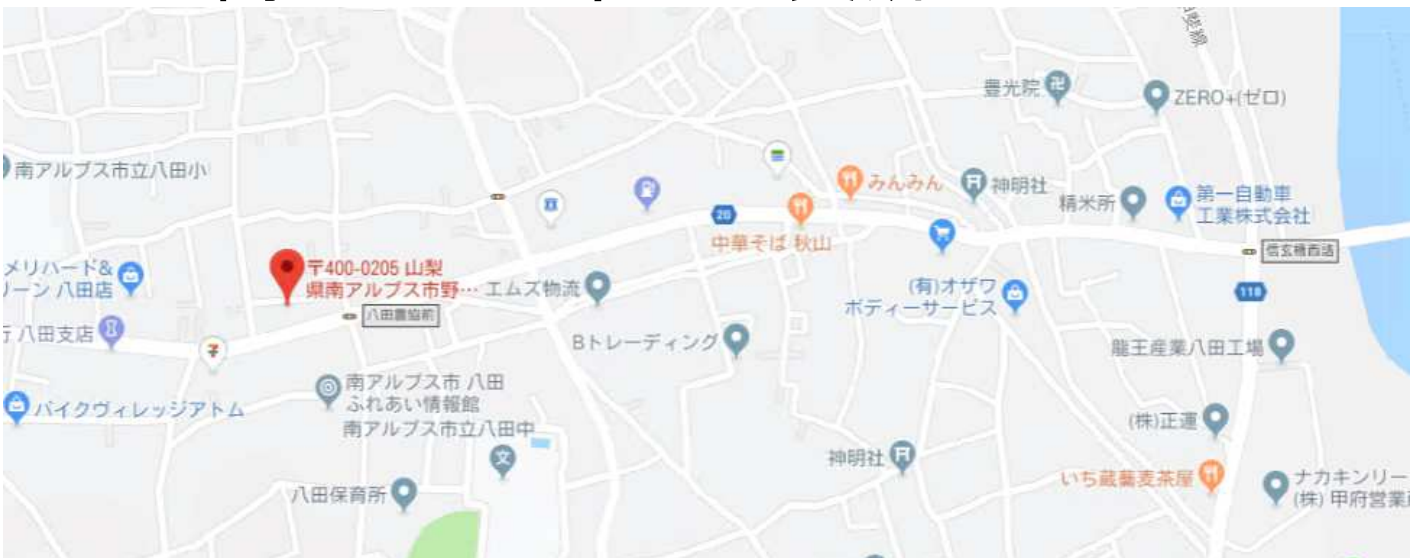 豊光院
ZERO+(ゼロ)
南アルプス市立八田小
みんみん
神明社
精米所
第一自動車
工業株式会社
20
中華そば 秋山
信玄橋西詰
メリハード&
リーン 八田店
〒400-0205 山梨
県南アルプス市野…
エムズ物流
(有)オザワ
ボディーサービス
118
八田農協前
行 八田支店
Bトレーディング
龍王産業八田工場
南アルプス市 八田
ふれあい情報館
バイクヴィレッジアトム
南アルプス市立八田中
文
(株)正運
神明社
いち蔵蕎麦茶屋
八田保育所
ナカキンリー
(株) 甲府営業所